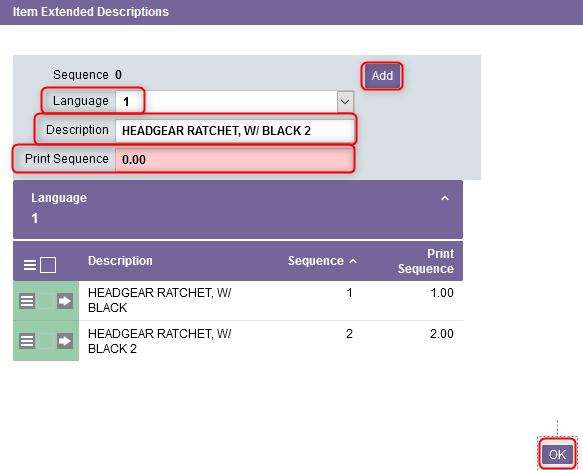 Item Extended Descriptions
Sequence 0
Add
Language 1
Description HEADGEAR RATCHET, W/ BLACK 2
Print Sequence 0.00
Language
1
Description Sequence Print Sequence
HEADGEAR RATCHET, W/ 1 1.00
BLACK
HEADGEAR RATCHET, W/ 2 2.00
BLACK 2
OK